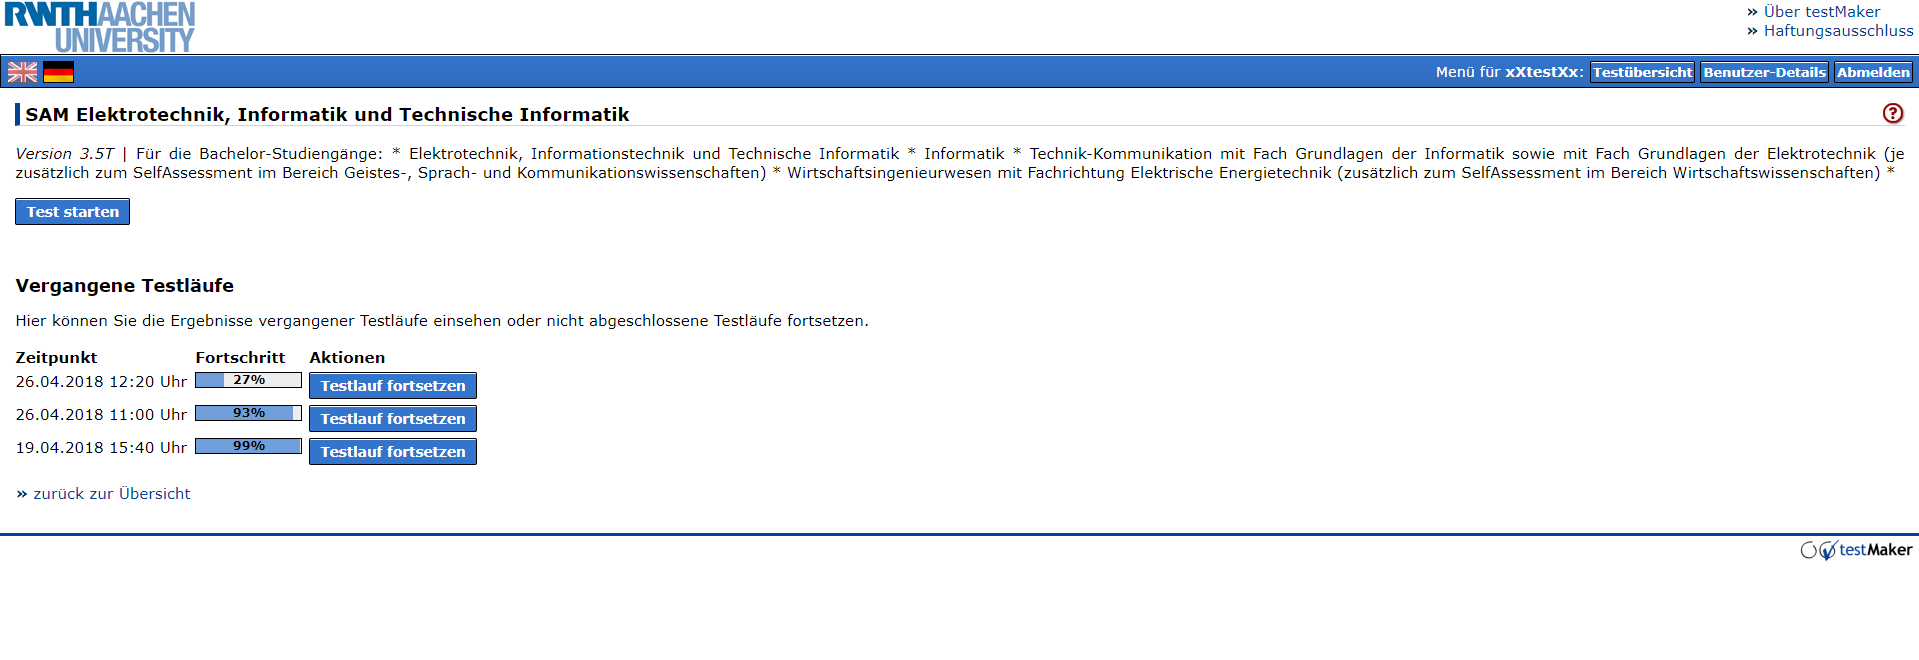 RWTHAACHEN
UNIVERSITY
» Über testMaker
» Haftungsausschluss
Menü für xXtestXx: Testübersicht Benutzer-Details Abmelden
SAM Elektrotechnik, Informatik und Technische Informatik
?
Version 3.5T | Für die Bachelor-Studiengänge: * Elektrotechnik, Informationstechnik und Technische Informatik * Informatik * Technik-Kommunikation mit Fach Grundlagen der Informatik sowie mit Fach Grundlagen der Elektrotechnik (je
zusätzlich zum SelfAssessment im Bereich Geistes-, Sprach- und Kommunikationswissenschaften) * Wirtschaftsingenieurwesen mit Fachrichtung Elektrische Energietechnik (zusätzlich zum SelfAssessment im Bereich Wirtschaftswissenschaften) *
Test starten
Vergangene Testläufe
Hier können Sie die Ergebnisse vergangener Testläufe einsehen oder nicht abgeschlossene Testläufe fortsetzen.
Zeitpunkt Fortschritt Aktionen
26.04.2018 12:20 Uhr 27% Testlauf fortsetzen
26.04.2018 11:00 Uhr 93% Testlauf fortsetzen
19.04.2018 15:40 Uhr 99% Testlauf fortsetzen
» zurück zur Übersicht
testMaker